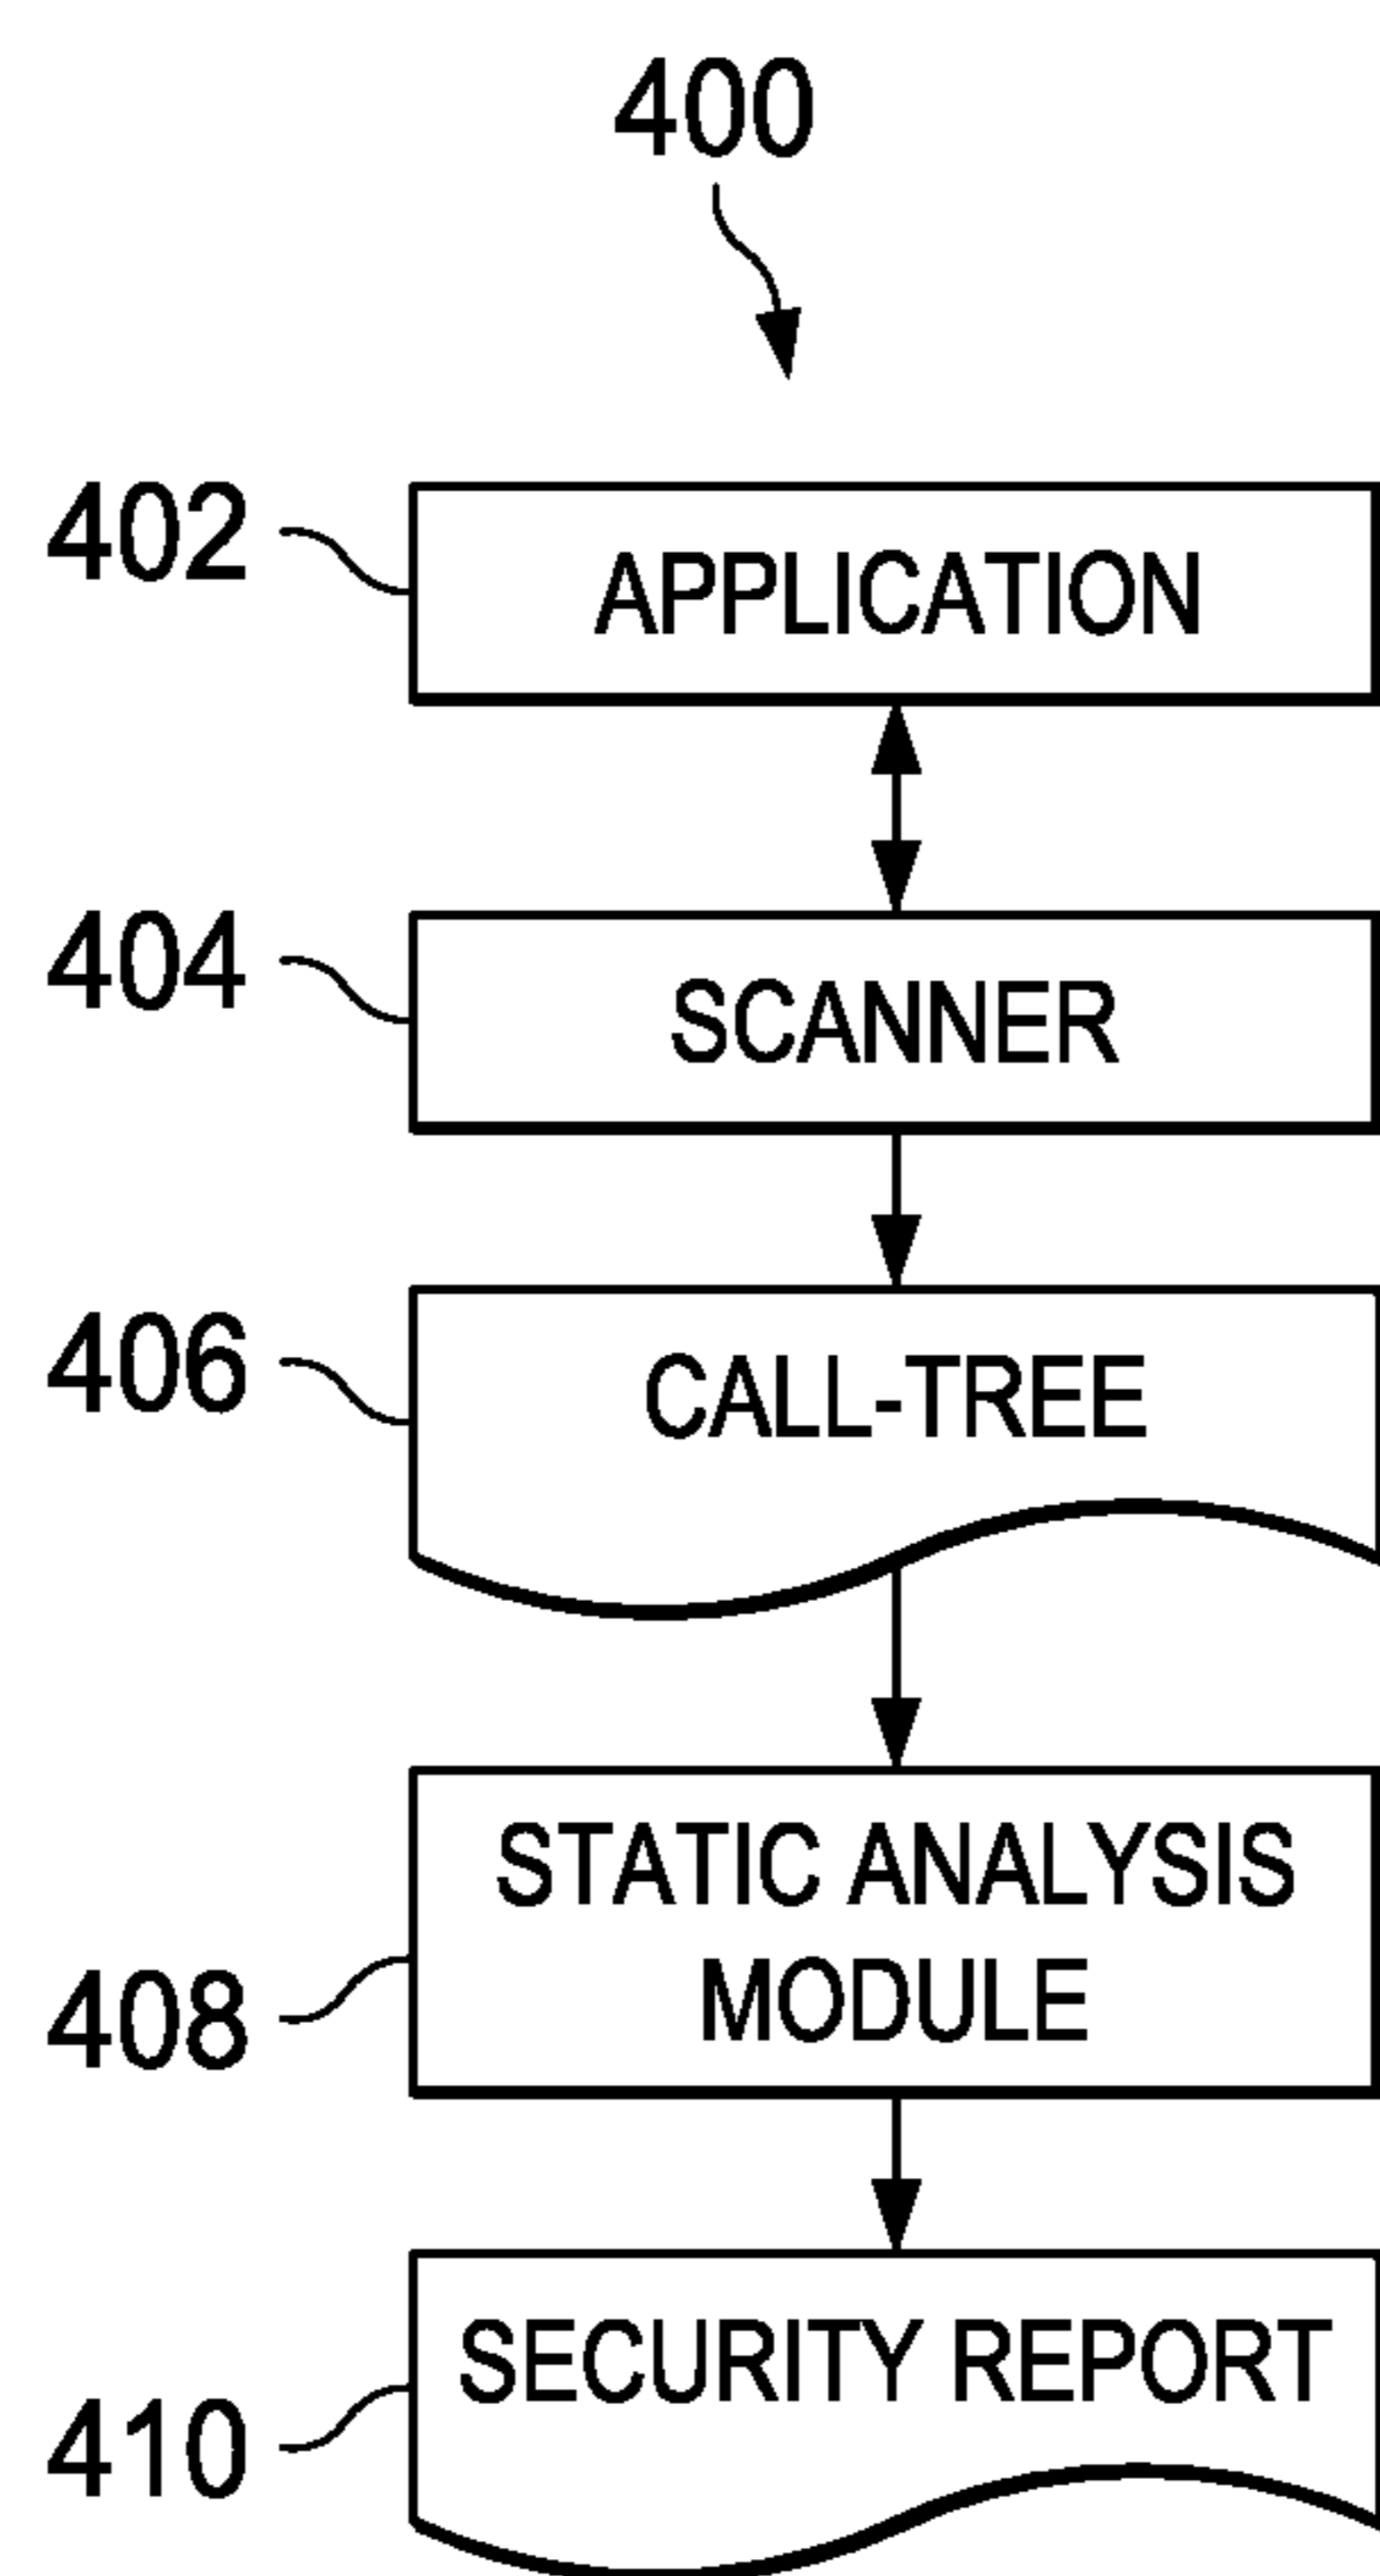 400
402
APPLICATION
404
SCANNER
406
CALL-TREE
STATIC ANALYSIS
MODULE
408
SECURITY REPORT
410